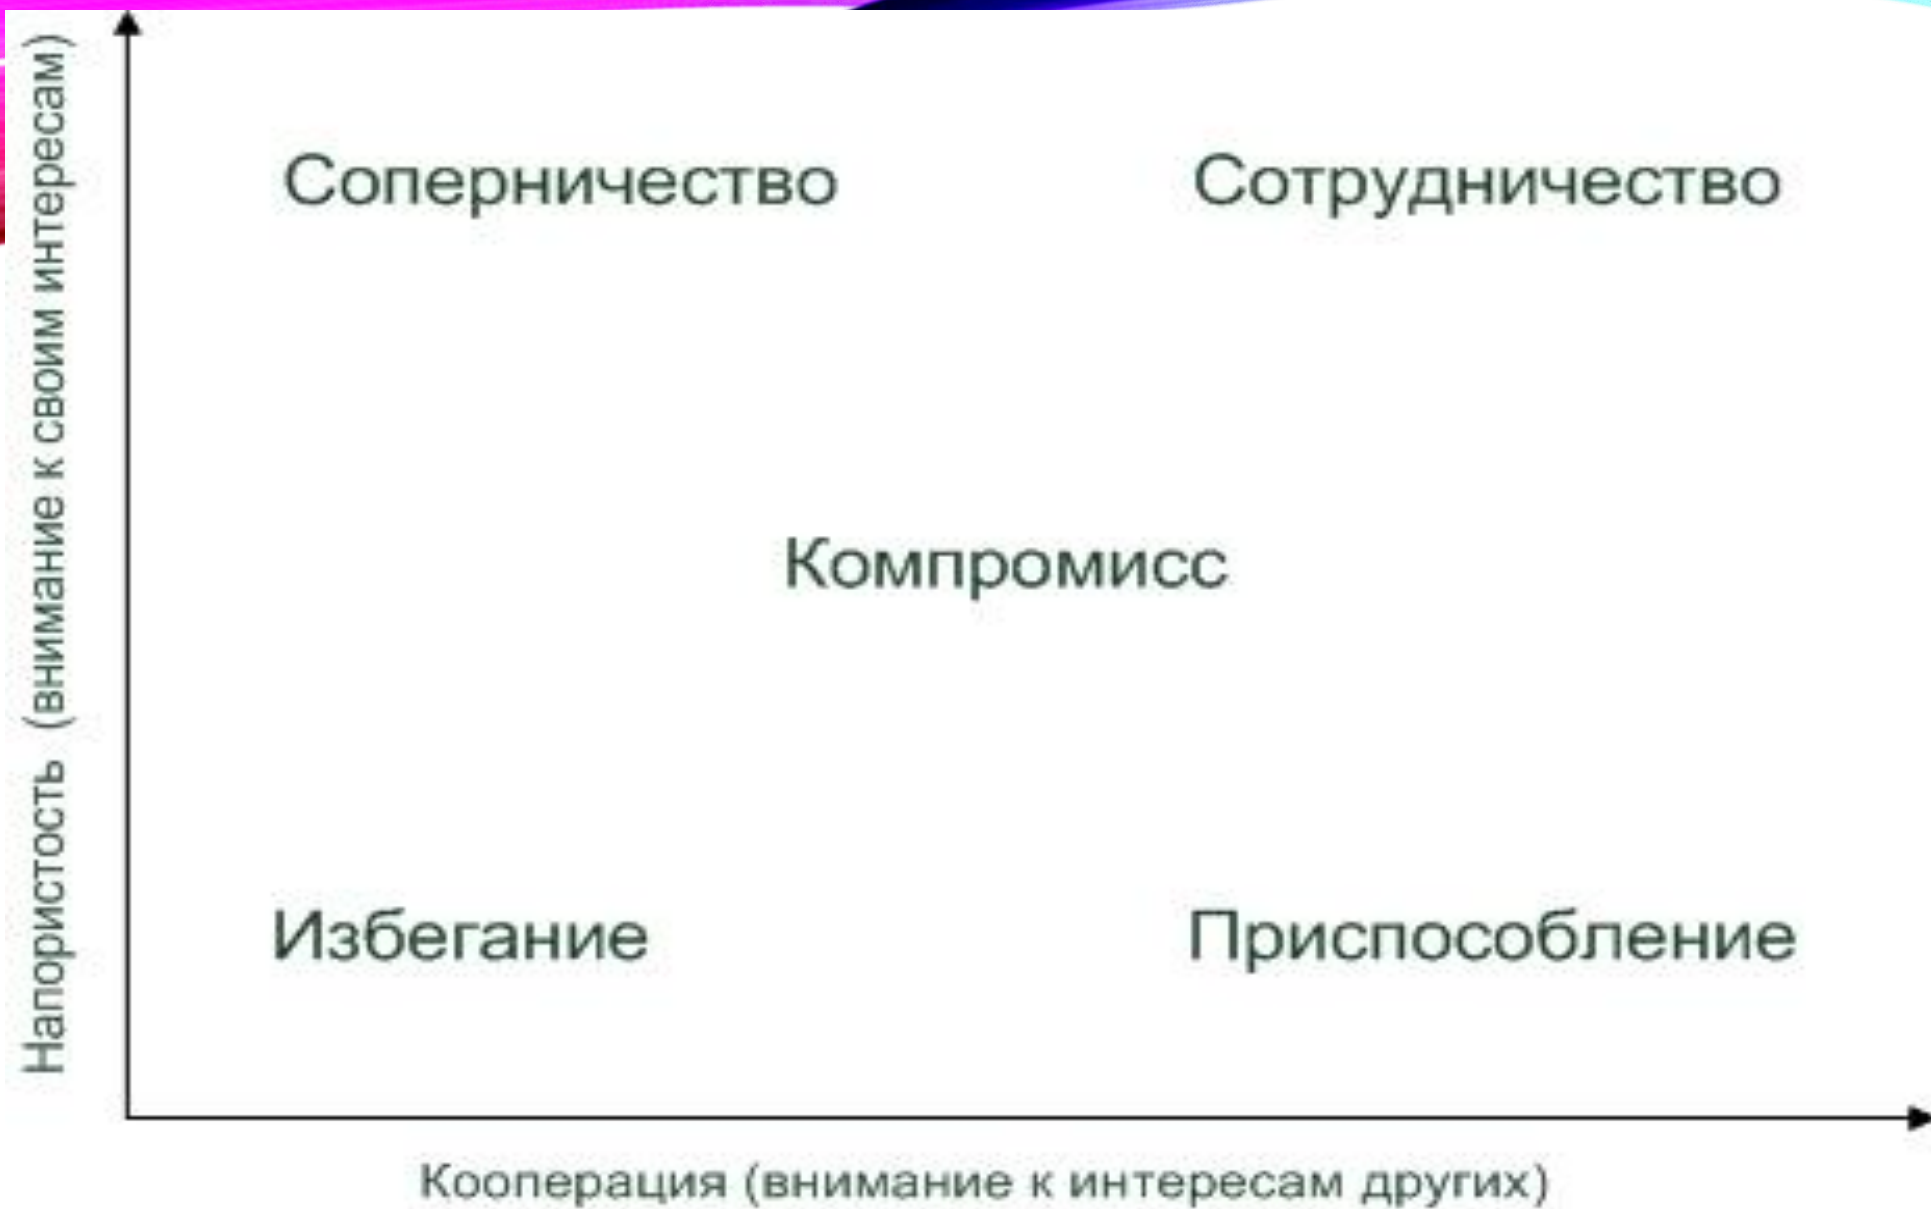 Напористость (внимание к своим интересам)
Соперничество
Сотрудничество
Компромисс
Избегание
Приспособление
Кооперация (внимание к интересам других)